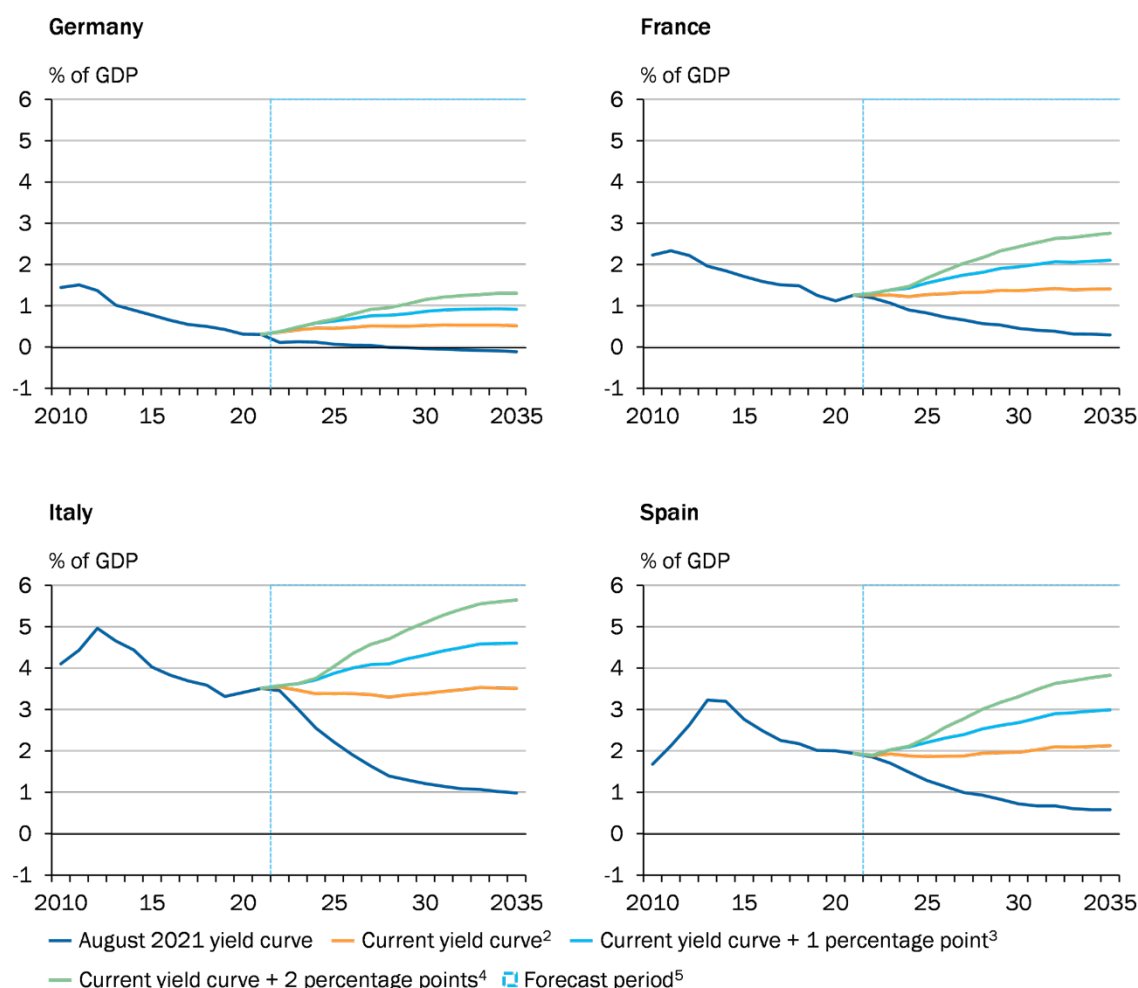 Germany
% of GDP
6
5
4
3
2
1
0
-1
2010 15 20 25 30 2035
France
% of GDP
6
5
4
3
2
1
0
-1
2010 15 20 25 30 2035
Italy
% of GDP
6
5
4
3
2
1
0
-1
2010 15 20 25 30 2035
Spain
% of GDP
6
5
4
3
2
1
0
-1
2010 15 20 25 30 2035
August 2021 yield curve Current yield curve² Current yield curve + 1 percentage point³
Current yield curve + 2 percentage points⁴ Forecast period⁵